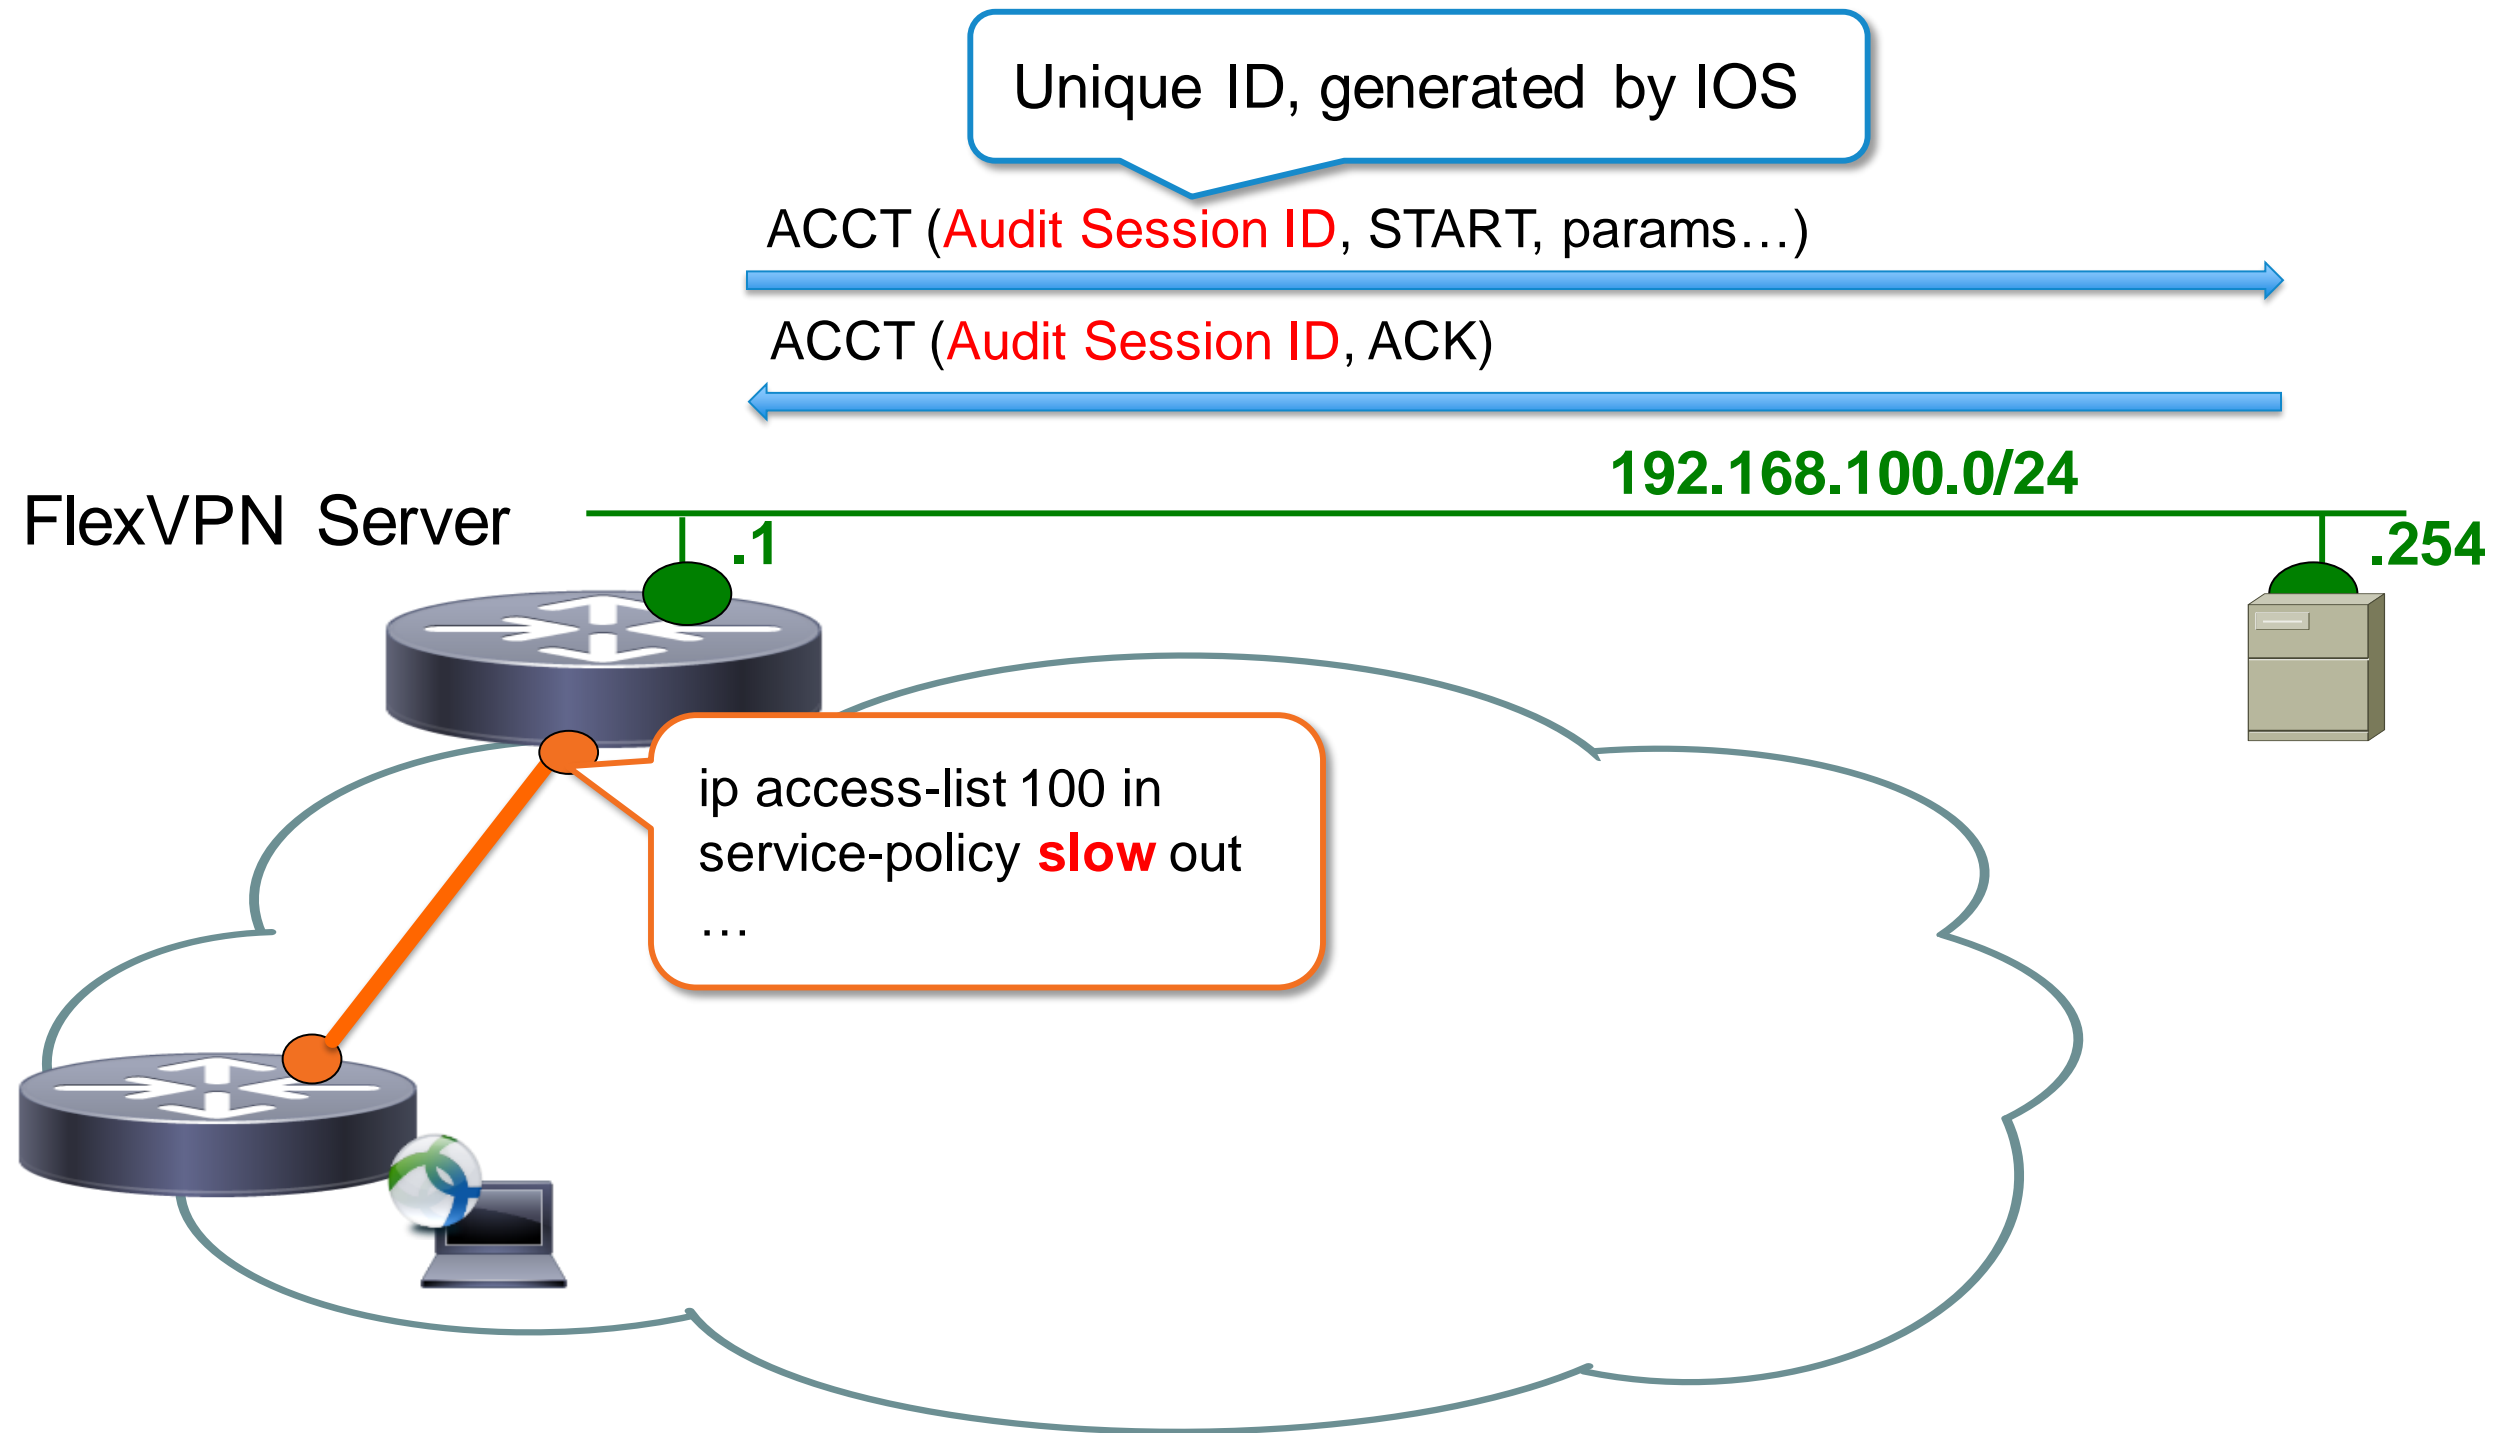 Unique ID, generated by IOS
ACCT (Audit Session ID, START, params...)
ACCT (Audit Session ID, ACK)
192.168.100.0/24
FlexVPN Server
.1
.254
ip access-list 100 in
service-policy slow out
...